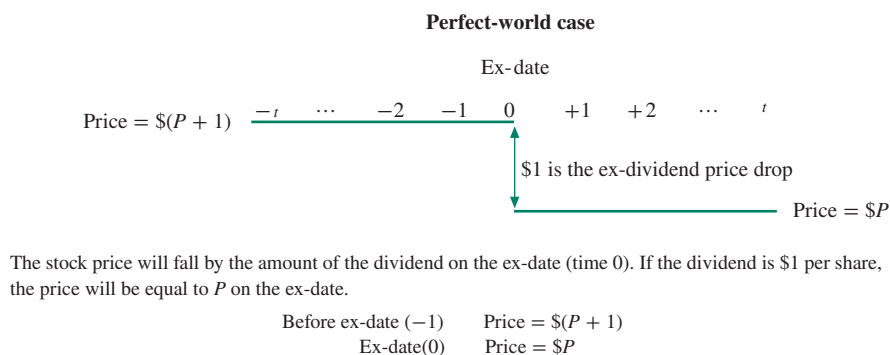 Perfect-world case
Ex-date
Price = $(P + 1) −t ... −2 −1 0 +1 +2 ... t
$1 is the ex-dividend price drop
Price = $P
The stock price will fall by the amount of the dividend on the ex-date (time 0). If the dividend is $1 per share,
the price will be equal to P on the ex-date.
Before ex-date (−1) Price = $(P + 1)
Ex-date(0) Price = $P